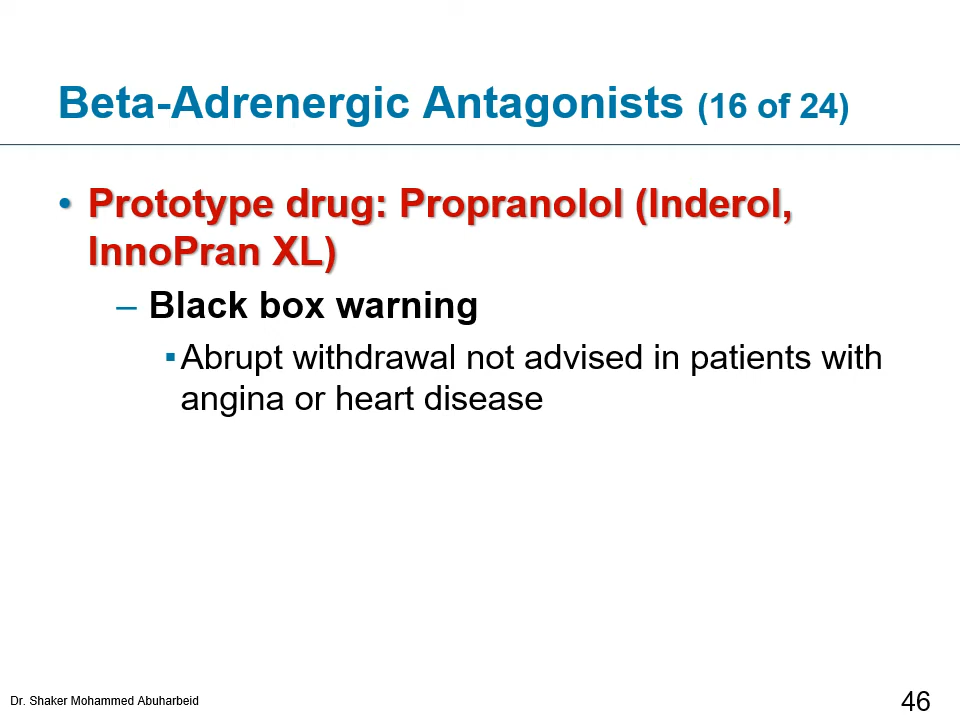 Beta-Adrenergic Antagonists (16 of 24)
• Prototype drug: Propranolol (Inderol,
InnoPran XL)
– Black box warning
▪ Abrupt withdrawal not advised in patients with
angina or heart disease
Dr. Shaker Mohammed Abuharbeid
46